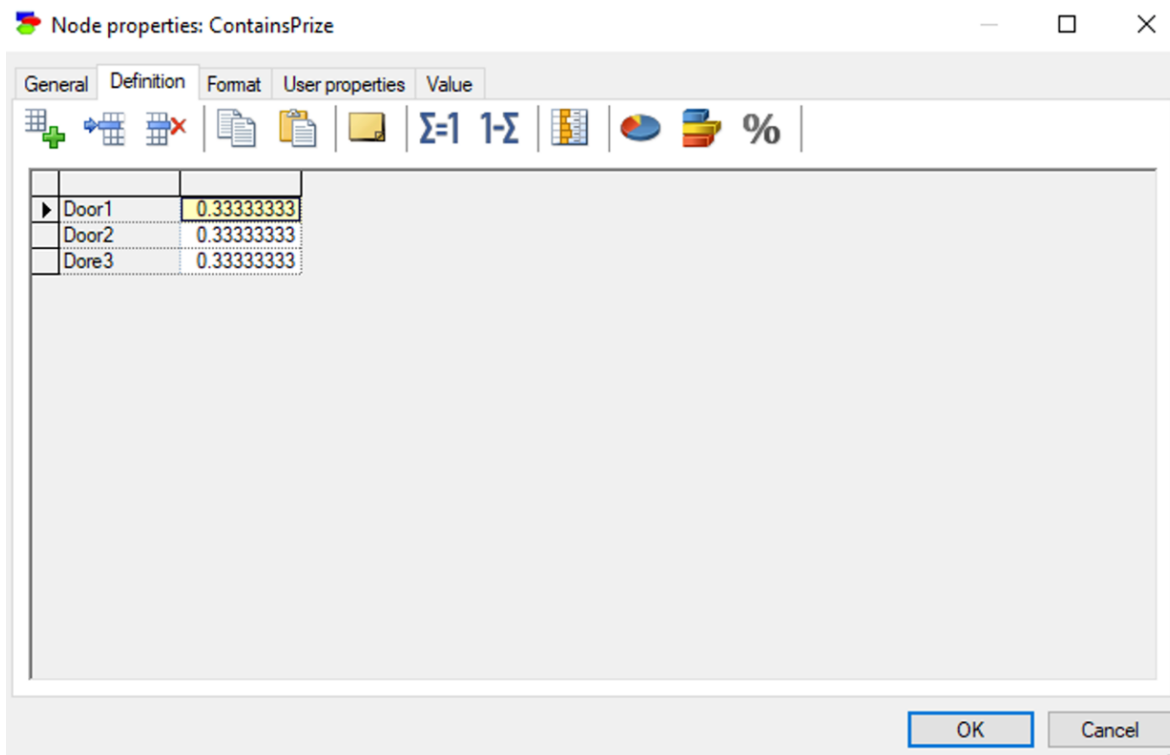 Node properties: ContainsPrize
General Definition Format User properties Value
Σ=1 1-Σ %
Door1 0.33333333
Door2 0.33333333
Dore3 0.33333333
OK Cancel